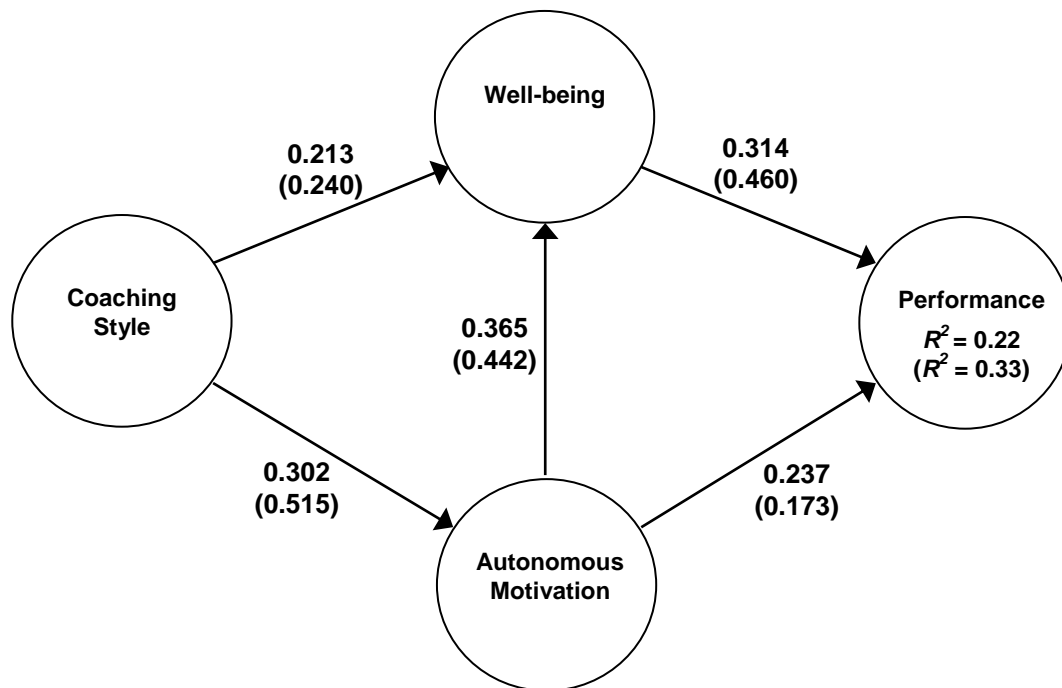 Well-being
0.213
(0.240)
0.314
(0.460)
Coaching
Style
0.365
(0.442)
Performance
R² = 0.22
(R² = 0.33)
0.302
(0.515)
0.237
(0.173)
Autonomous
Motivation